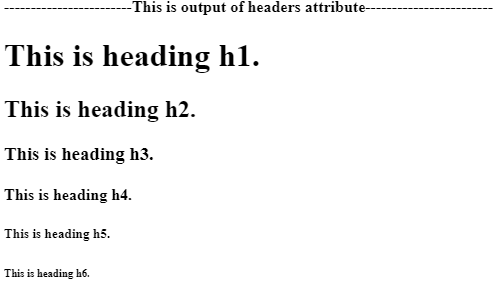 ------------------------This is output of headers attribute------------------------
This is heading h1.
This is heading h2.
This is heading h3.
This is heading h4.
This is heading h5.
This is heading h6.